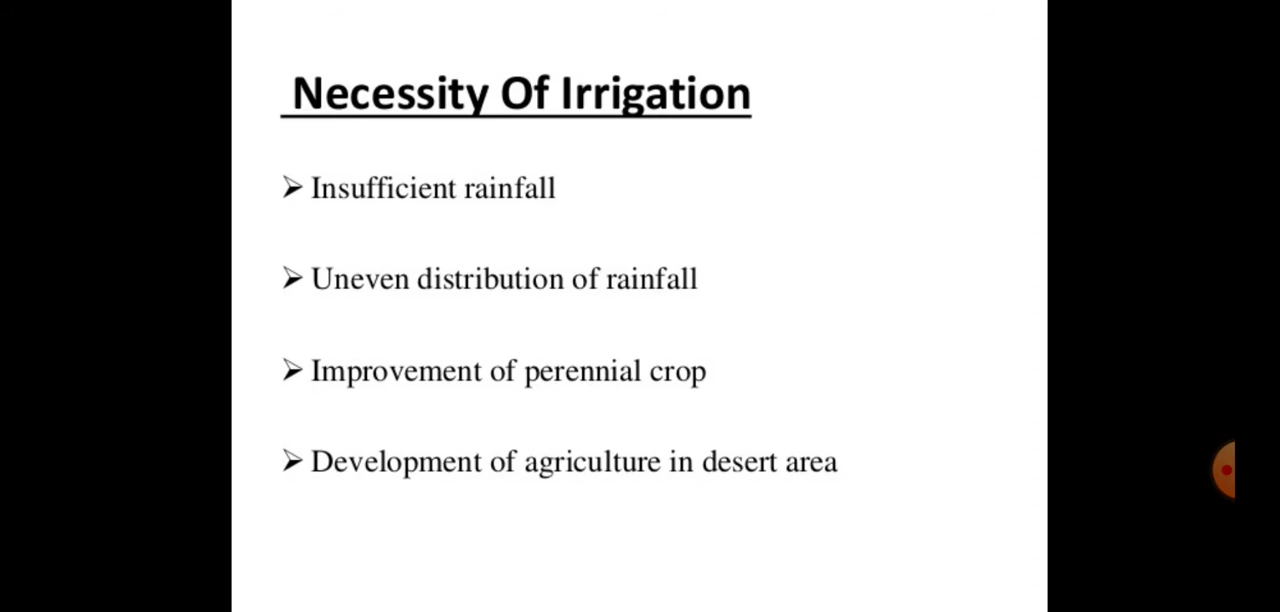 Necessity Of Irrigation
➢ Insufficient rainfall
➢ Uneven distribution of rainfall
➢ Improvement of perennial crop
➢ Development of agriculture in desert area